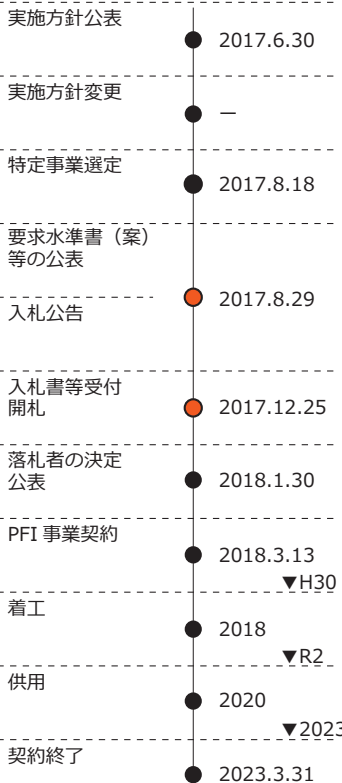 実施方針公表
2017.6.30
実施方針変更
－
特定事業選定
2017.8.18
要求水準書（案）
等の公表
2017.8.29
入札公告
入札書等受付
開札
2017.12.25
落札者の決定
公表
2018.1.30
PFI 事業契約
2018.3.13
▼H30
着工
2018
▼R2
供用
2020
▼2023
契約終了
2023.3.31